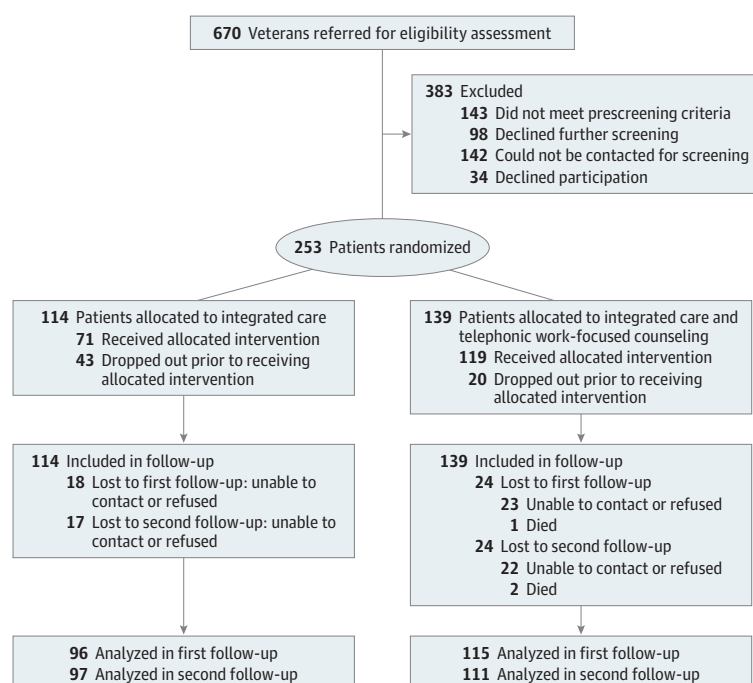 670 Veterans referred for eligibility assessment
383 Excluded
143 Did not meet prescreening criteria
98 Declined further screening
142 Could not be contacted for screening
34 Declined participation
253 Patients randomized
114 Patients allocated to integrated care
71 Received allocated intervention
43 Dropped out prior to receiving
allocated intervention
139 Patients allocated to integrated care and
telephonic work-focused counseling
119 Received allocated intervention
20 Dropped out prior to receiving
allocated intervention
114 Included in follow-up
18 Lost to first follow-up: unable to
contact or refused
17 Lost to second follow-up: unable to
contact or refused
139 Included in follow-up
24 Lost to first follow-up
23 Unable to contact or refused
1 Died
24 Lost to second follow-up
22 Unable to contact or refused
2 Died
96 Analyzed in first follow-up
97 Analyzed in second follow-up
115 Analyzed in first follow-up
111 Analyzed in second follow-up